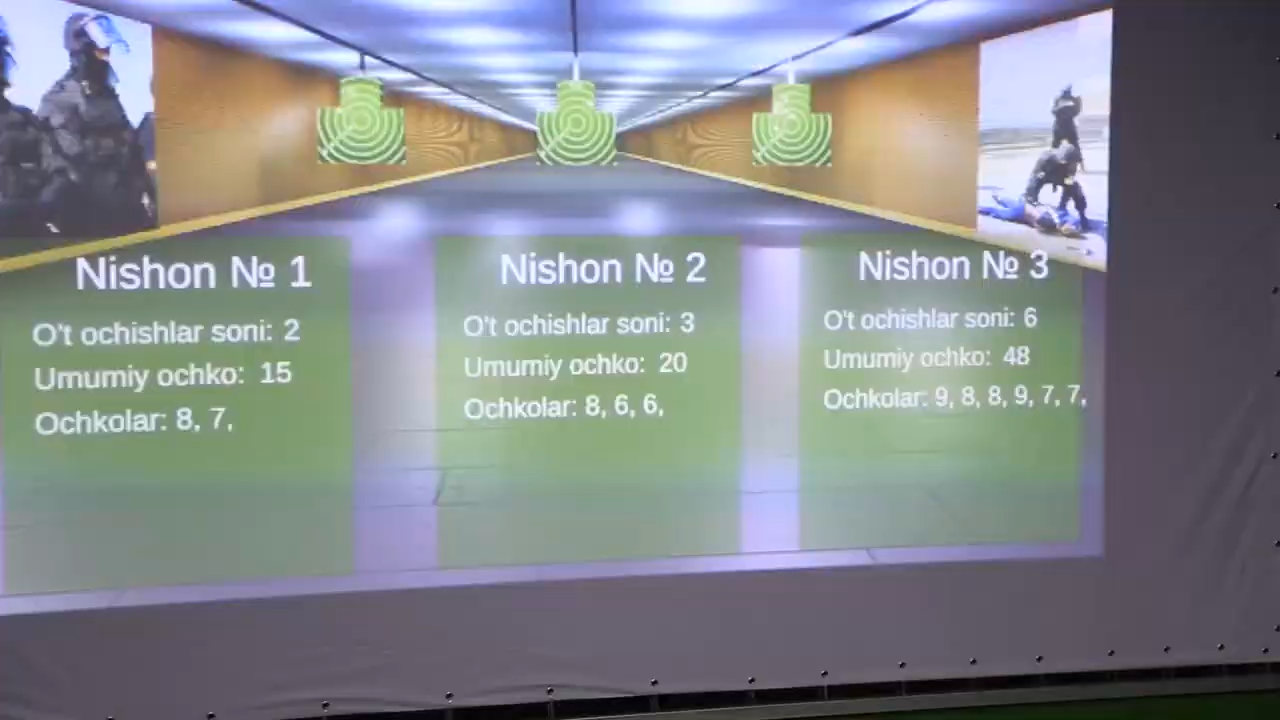 Nishon № 1
O't ochishlar soni: 2
Umumiy ochko: 15
Ochkolar: 8, 7,
Nishon № 2
O't ochishlar soni: 3
Umumiy ochko: 20
Ochkolar: 8, 6, 6,
Nishon № 3
O't ochishlar soni: 6
Umumiy ochko: 48
Ochkolar: 9, 8, 8, 9, 7, 7,